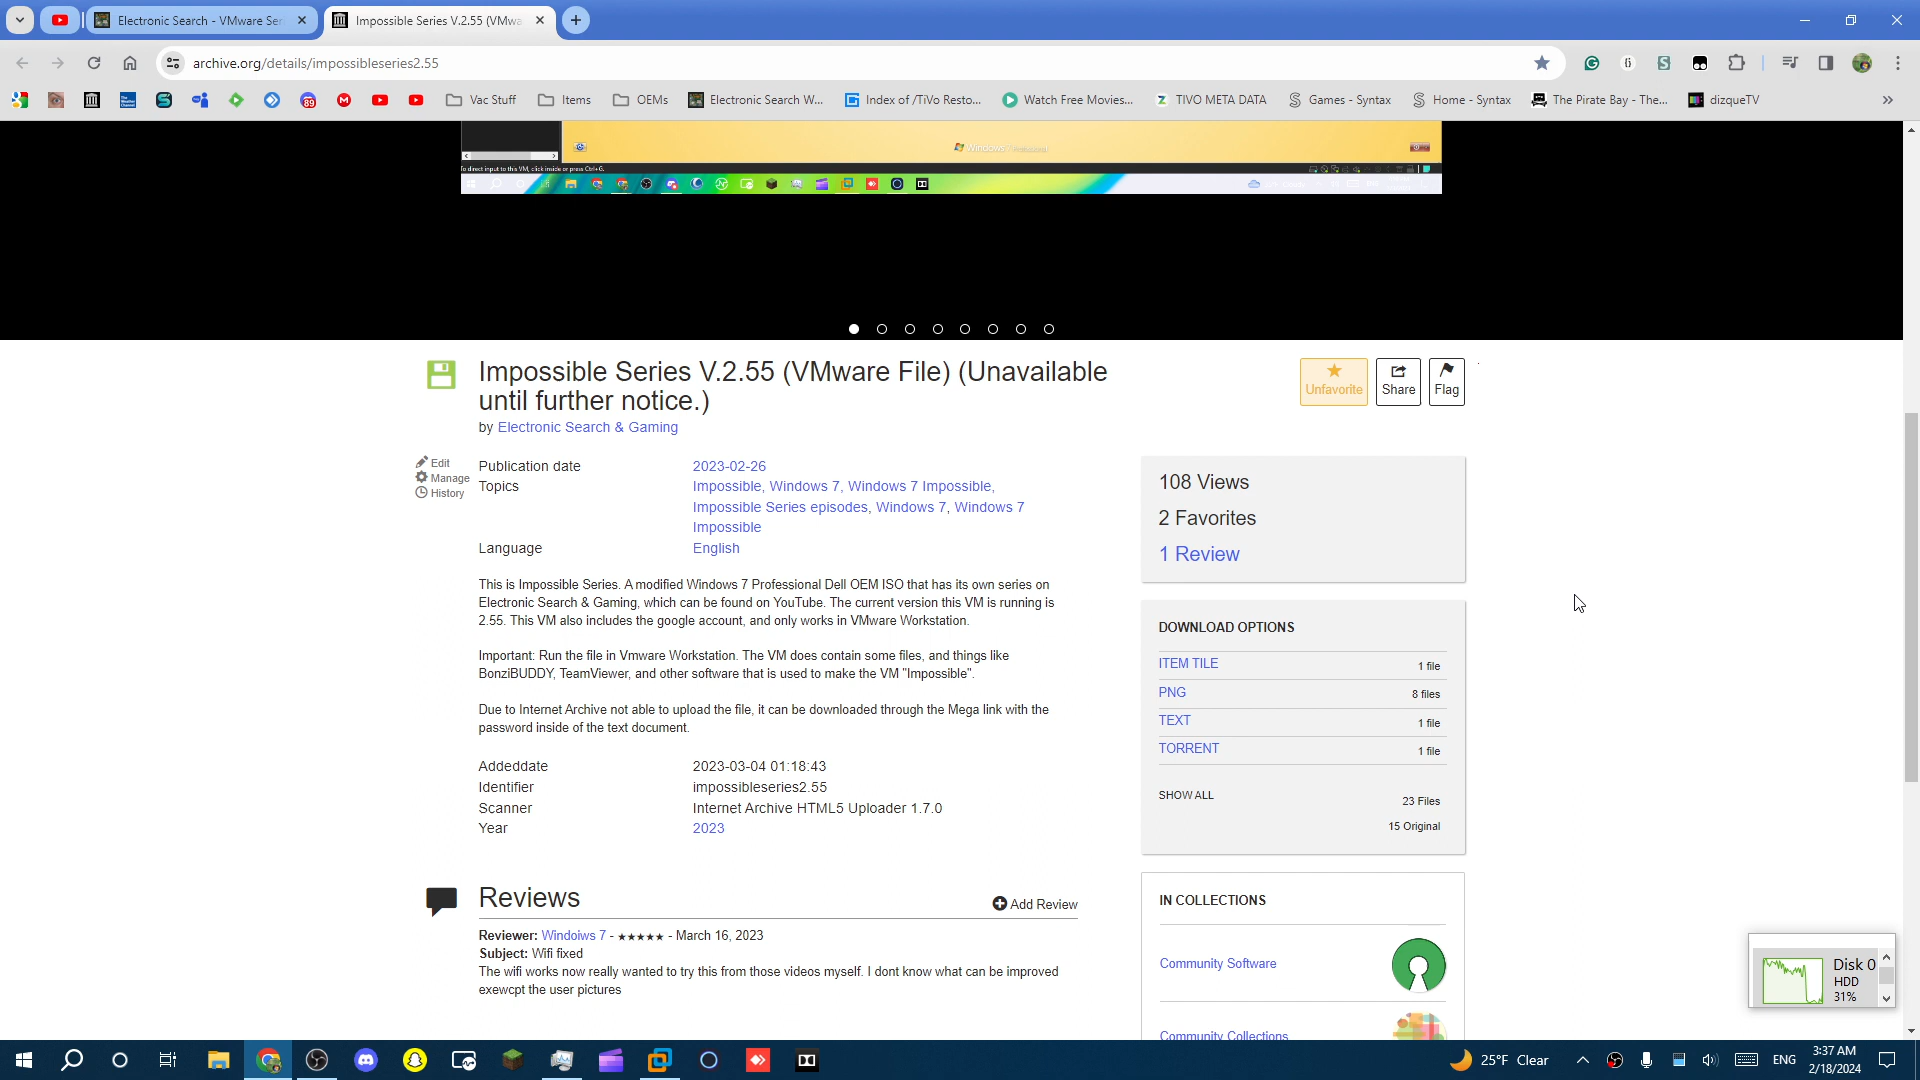 Electronic Search - VMware Ser
Impossible Series V.2.55 (VMwa
archive.org/details/impossibleseries2.55
Vac Stuff
Items
OEMs
Electronic Search W...
Index of /TiVo Resto...
Watch Free Movies...
TIVO META DATA
Games - Syntax
Home - Syntax
The Pirate Bay - The...
dizqueTV
Windows 7 Professional
To direct input to this VM, click inside or press Ctrl+G.
Impossible Series V.2.55 (VMware File) (Unavailable
until further notice.)
by Electronic Search & Gaming
Unfavorite
Share
Flag
Edit
Manage
History
Publication date 2023-02-26
Topics Impossible, Windows 7, Windows 7 Impossible,
Impossible Series episodes, Windows 7, Windows 7
Impossible
Language English
This is Impossible Series. A modified Windows 7 Professional Dell OEM ISO that has its own series on
Electronic Search & Gaming, which can be found on YouTube. The current version this VM is running is
2.55. This VM also includes the google account, and only works in VMware Workstation.
Important: Run the file in Vmware Workstation. The VM does contain some files, and things like
BonziBUDDY, TeamViewer, and other software that is used to make the VM "Impossible".
Due to Internet Archive not able to upload the file, it can be downloaded through the Mega link with the
password inside of the text document.
Addeddate 2023-03-04 01:18:43
Identifier impossibleseries2.55
Scanner Internet Archive HTML5 Uploader 1.7.0
Year 2023
108 Views
2 Favorites
1 Review
DOWNLOAD OPTIONS
ITEM TILE 1 file
PNG 8 files
TEXT 1 file
TORRENT 1 file
SHOW ALL 23 Files
15 Original
Reviews
Add Review
Reviewer: Windoiws 7 - ★★★★★ - March 16, 2023
Subject: Wifi fixed
The wifi works now really wanted to try this from those videos myself. I dont know what can be improved
exewcpt the user pictures
IN COLLECTIONS
Community Software
Community Collections
Disk 0
HDD
31%
25°F Clear
ENG
3:37 AM
2/18/2024